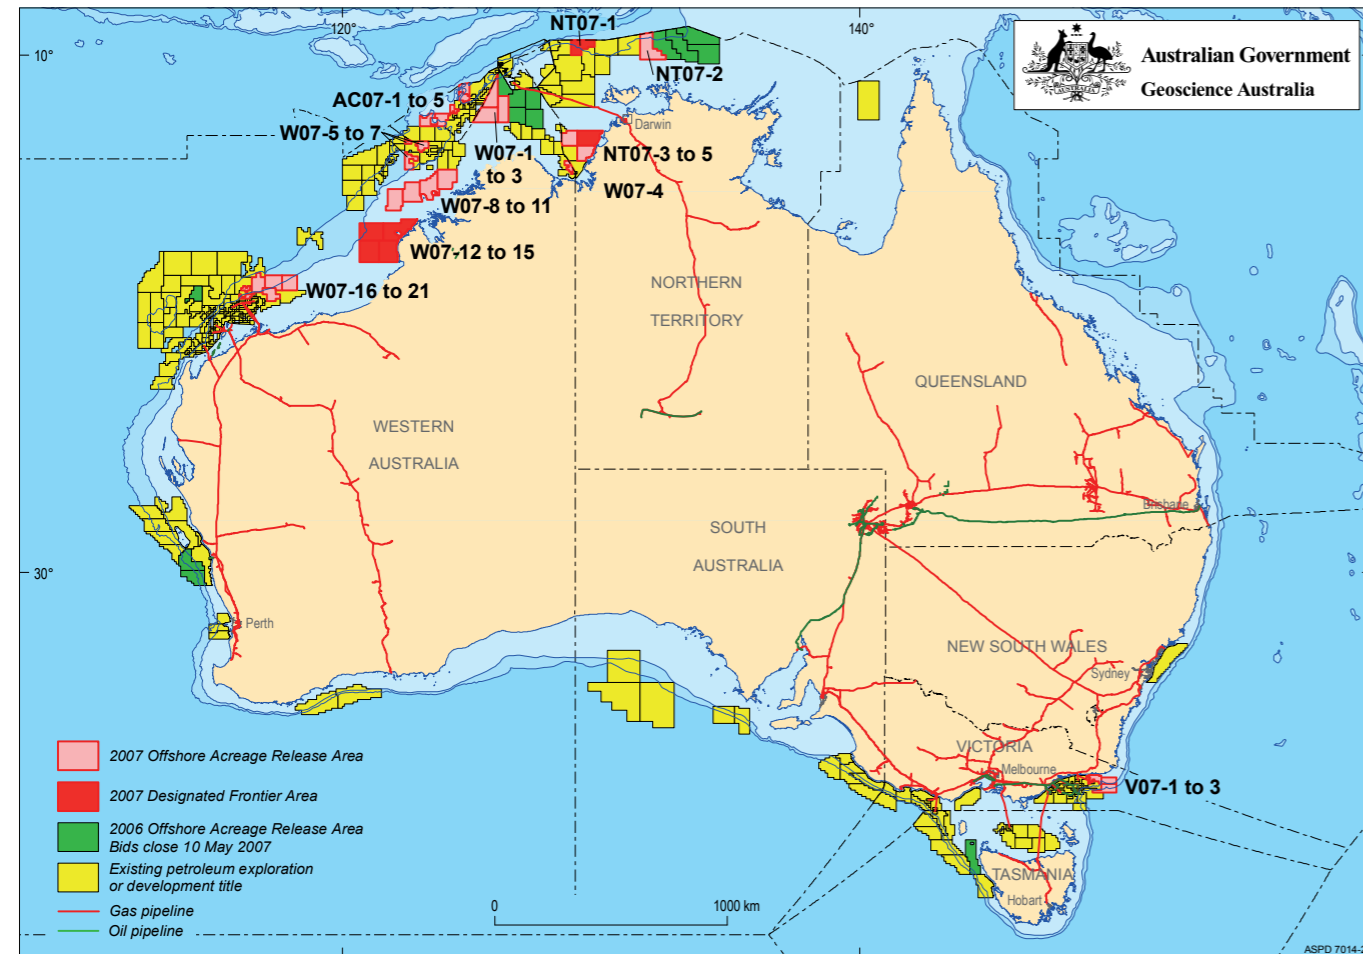 120°
140°
10°
30°
NT07-1
NT07-2
AC07-1 to 5
W07-5 to 7
W07-1
to 3
NT07-3 to 5
W07-4
W07-8 to 11
W07-12 to 15
W07-16 to 21
V07-1 to 3
Australian Government
Geoscience Australia
AUSTRALIA
Darwin
NORTHERN
TERRITORY
QUEENSLAND
WESTERN
AUSTRALIA
SOUTH
AUSTRALIA
Brisbane
Perth
NEW SOUTH WALES
Sydney
VICTORIA
Melbourne
TASMANIA
Hobart
2007 Offshore Acreage Release Area
2007 Designated Frontier Area
2006 Offshore Acreage Release Area
Bids close 10 May 2007
Existing petroleum exploration
or development title
Gas pipeline
Oil pipeline
0
1000 km